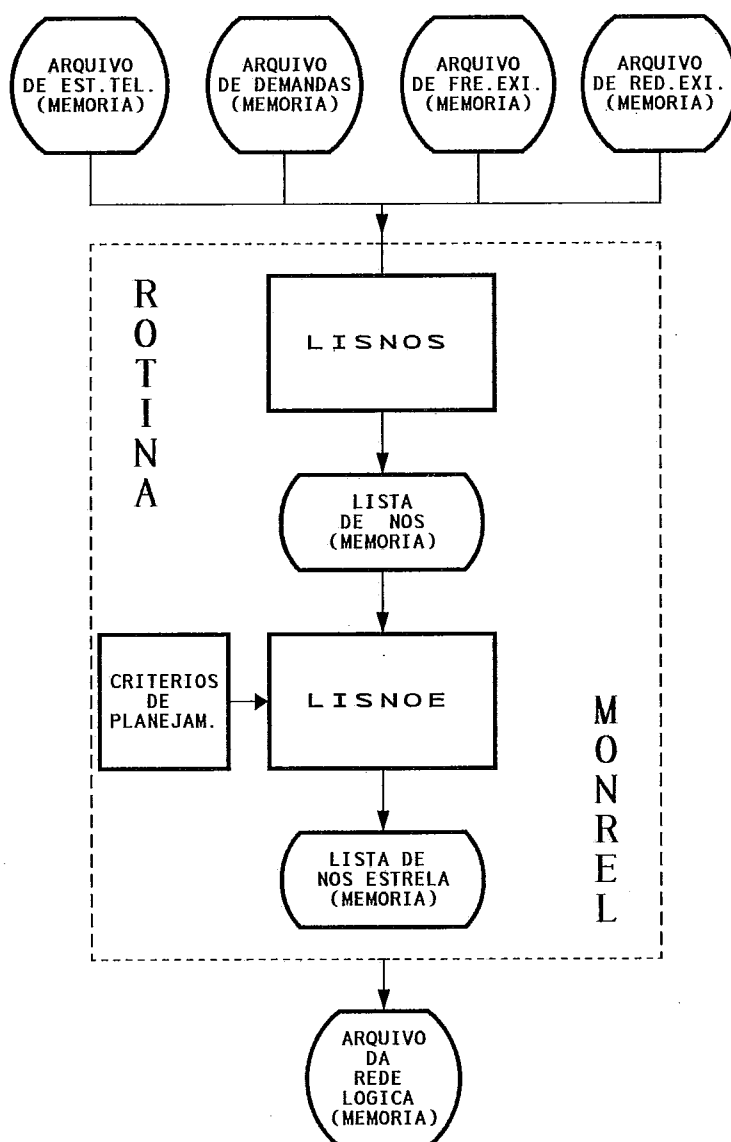 ARQUIVO
DE EST.TEL.
(MEMORIA)
ARQUIVO
DE DEMANDAS
(MEMORIA)
ARQUIVO
DE FRE.EXI.
(MEMORIA)
ARQUIVO
DE RED.EXI.
(MEMORIA)
ROTINA
LISNOS
LISTA
DE NOS
(MEMORIA)
CRITERIOS
DE
PLANEJAM.
LISNOE
MONREL
LISTA DE
NOS ESTRELA
(MEMORIA)
ARQUIVO
DA
REDE
LOGICA
(MEMORIA)